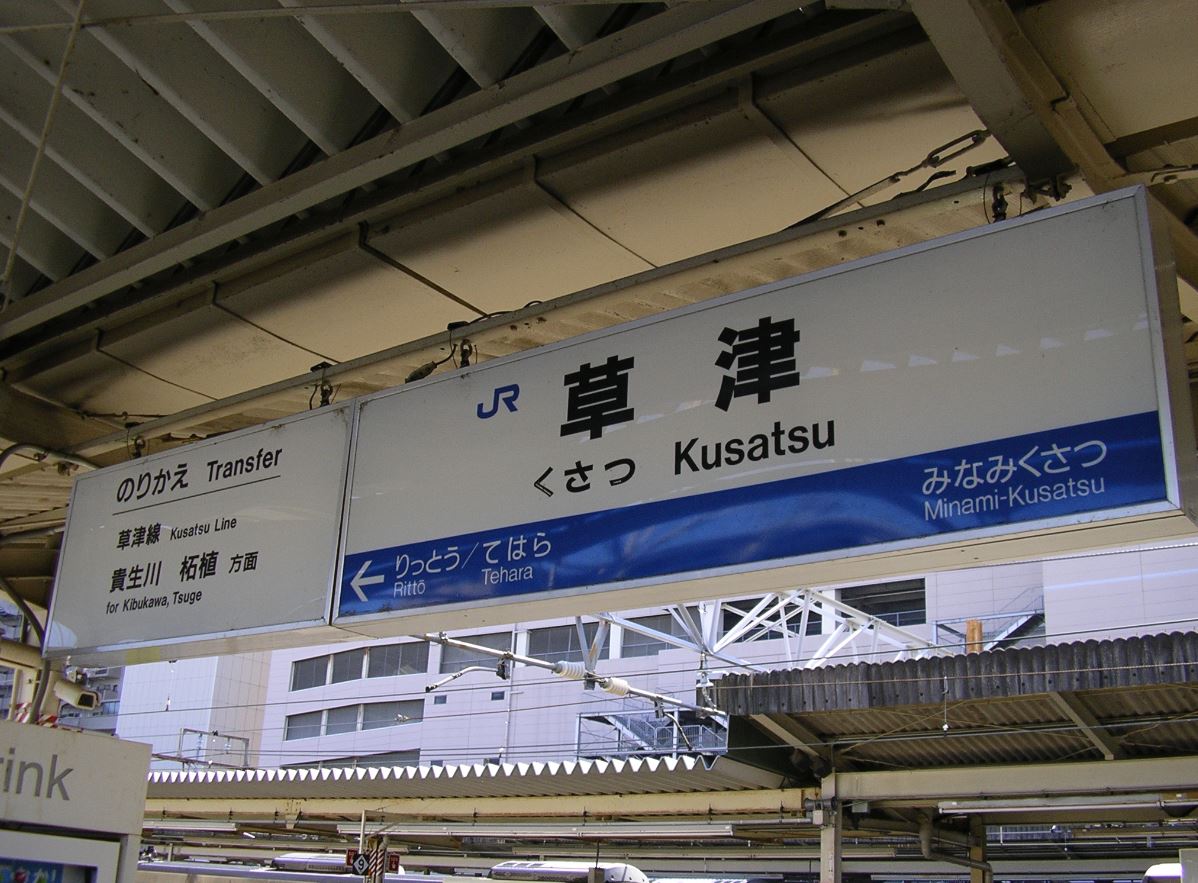 のりかえ Transfer
草津線 Kusatsu Line
貴生川 柘植 方面
for Kibukawa, Tsuge
JR 草津
くさつ Kusatsu
りっとう/てはら みなみくさつ
Rittō Tehara Minami-Kusatsu
9